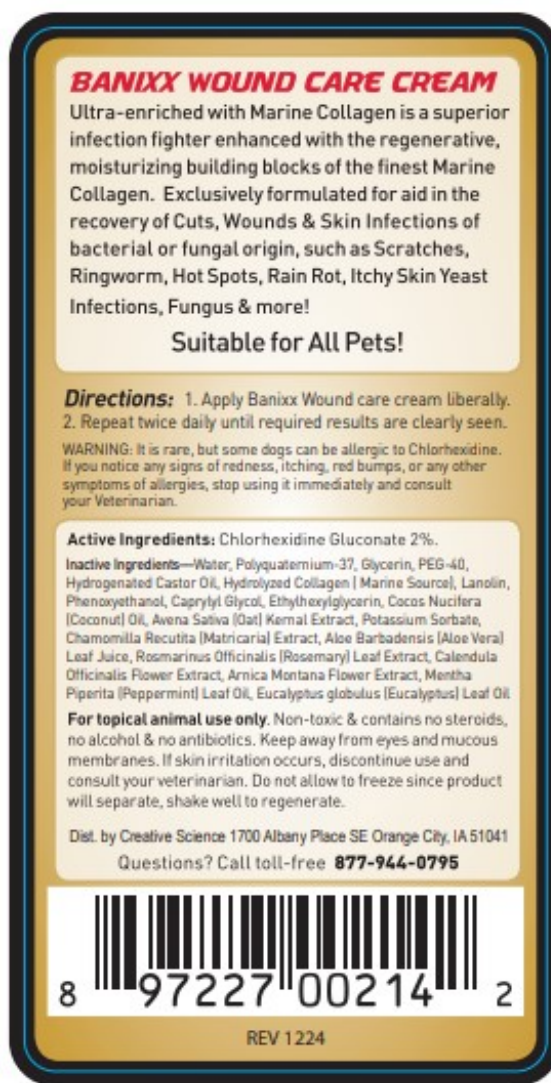 BANIXX WOUND CARE CREAM
Ultra-enriched with Marine Collagen is a superior
infection fighter enhanced with the regenerative,
moisturizing building blocks of the finest Marine
Collagen. Exclusively formulated for aid in the
recovery of Cuts, Wounds & Skin Infections of
bacterial or fungal origin, such as Scratches,
Ringworm, Hot Spots, Rain Rot, Itchy Skin Yeast
Infections, Fungus & more!
Suitable for All Pets!
Directions: 1. Apply Banixx Wound care cream liberally.
2. Repeat twice daily until required results are clearly seen.
WARNING: It is rare, but some dogs can be allergic to Chlorhexidine.
If you notice any signs of redness, itching, red bumps, or any other
symptoms of allergies, stop using it immediately and consult
your Veterinarian.
Active Ingredients: Chlorhexidine Gluconate 2%.
Inactive Ingredients—Water, Polyquaternium-37, Glycerin, PEG-40,
Hydrogenated Castor Oil, Hydrolyzed Collagen ( Marine Source), Lanolin,
Phenoxyethanol, Caprylyl Glycol, Ethylhexylglycerin, Cocos Nucifera
(Coconut) Oil, Avena Sativa (Oat) Kernal Extract, Potassium Sorbate,
Chamomilla Recutita (Matricaria) Extract, Aloe Barbadensis (Aloe Vera)
Leaf Juice, Rosmarinus Officinalis (Rosemary) Leaf Extract, Calendula
Officinalis Flower Extract, Arnica Montana Flower Extract, Mentha
Piperita (Peppermint) Leaf Oil, Eucalyptus globulus (Eucalyptus) Leaf Oil
For topical animal use only. Non-toxic & contains no steroids,
no alcohol & no antibiotics. Keep away from eyes and mucous
membranes. If skin irritation occurs, discontinue use and
consult your veterinarian. Do not allow to freeze since product
will separate, shake well to regenerate.
Dist. by Creative Science 1700 Albany Place SE Orange City, IA 51041
Questions? Call toll-free 877-944-0795
8 97227 00214 2
REV 1224